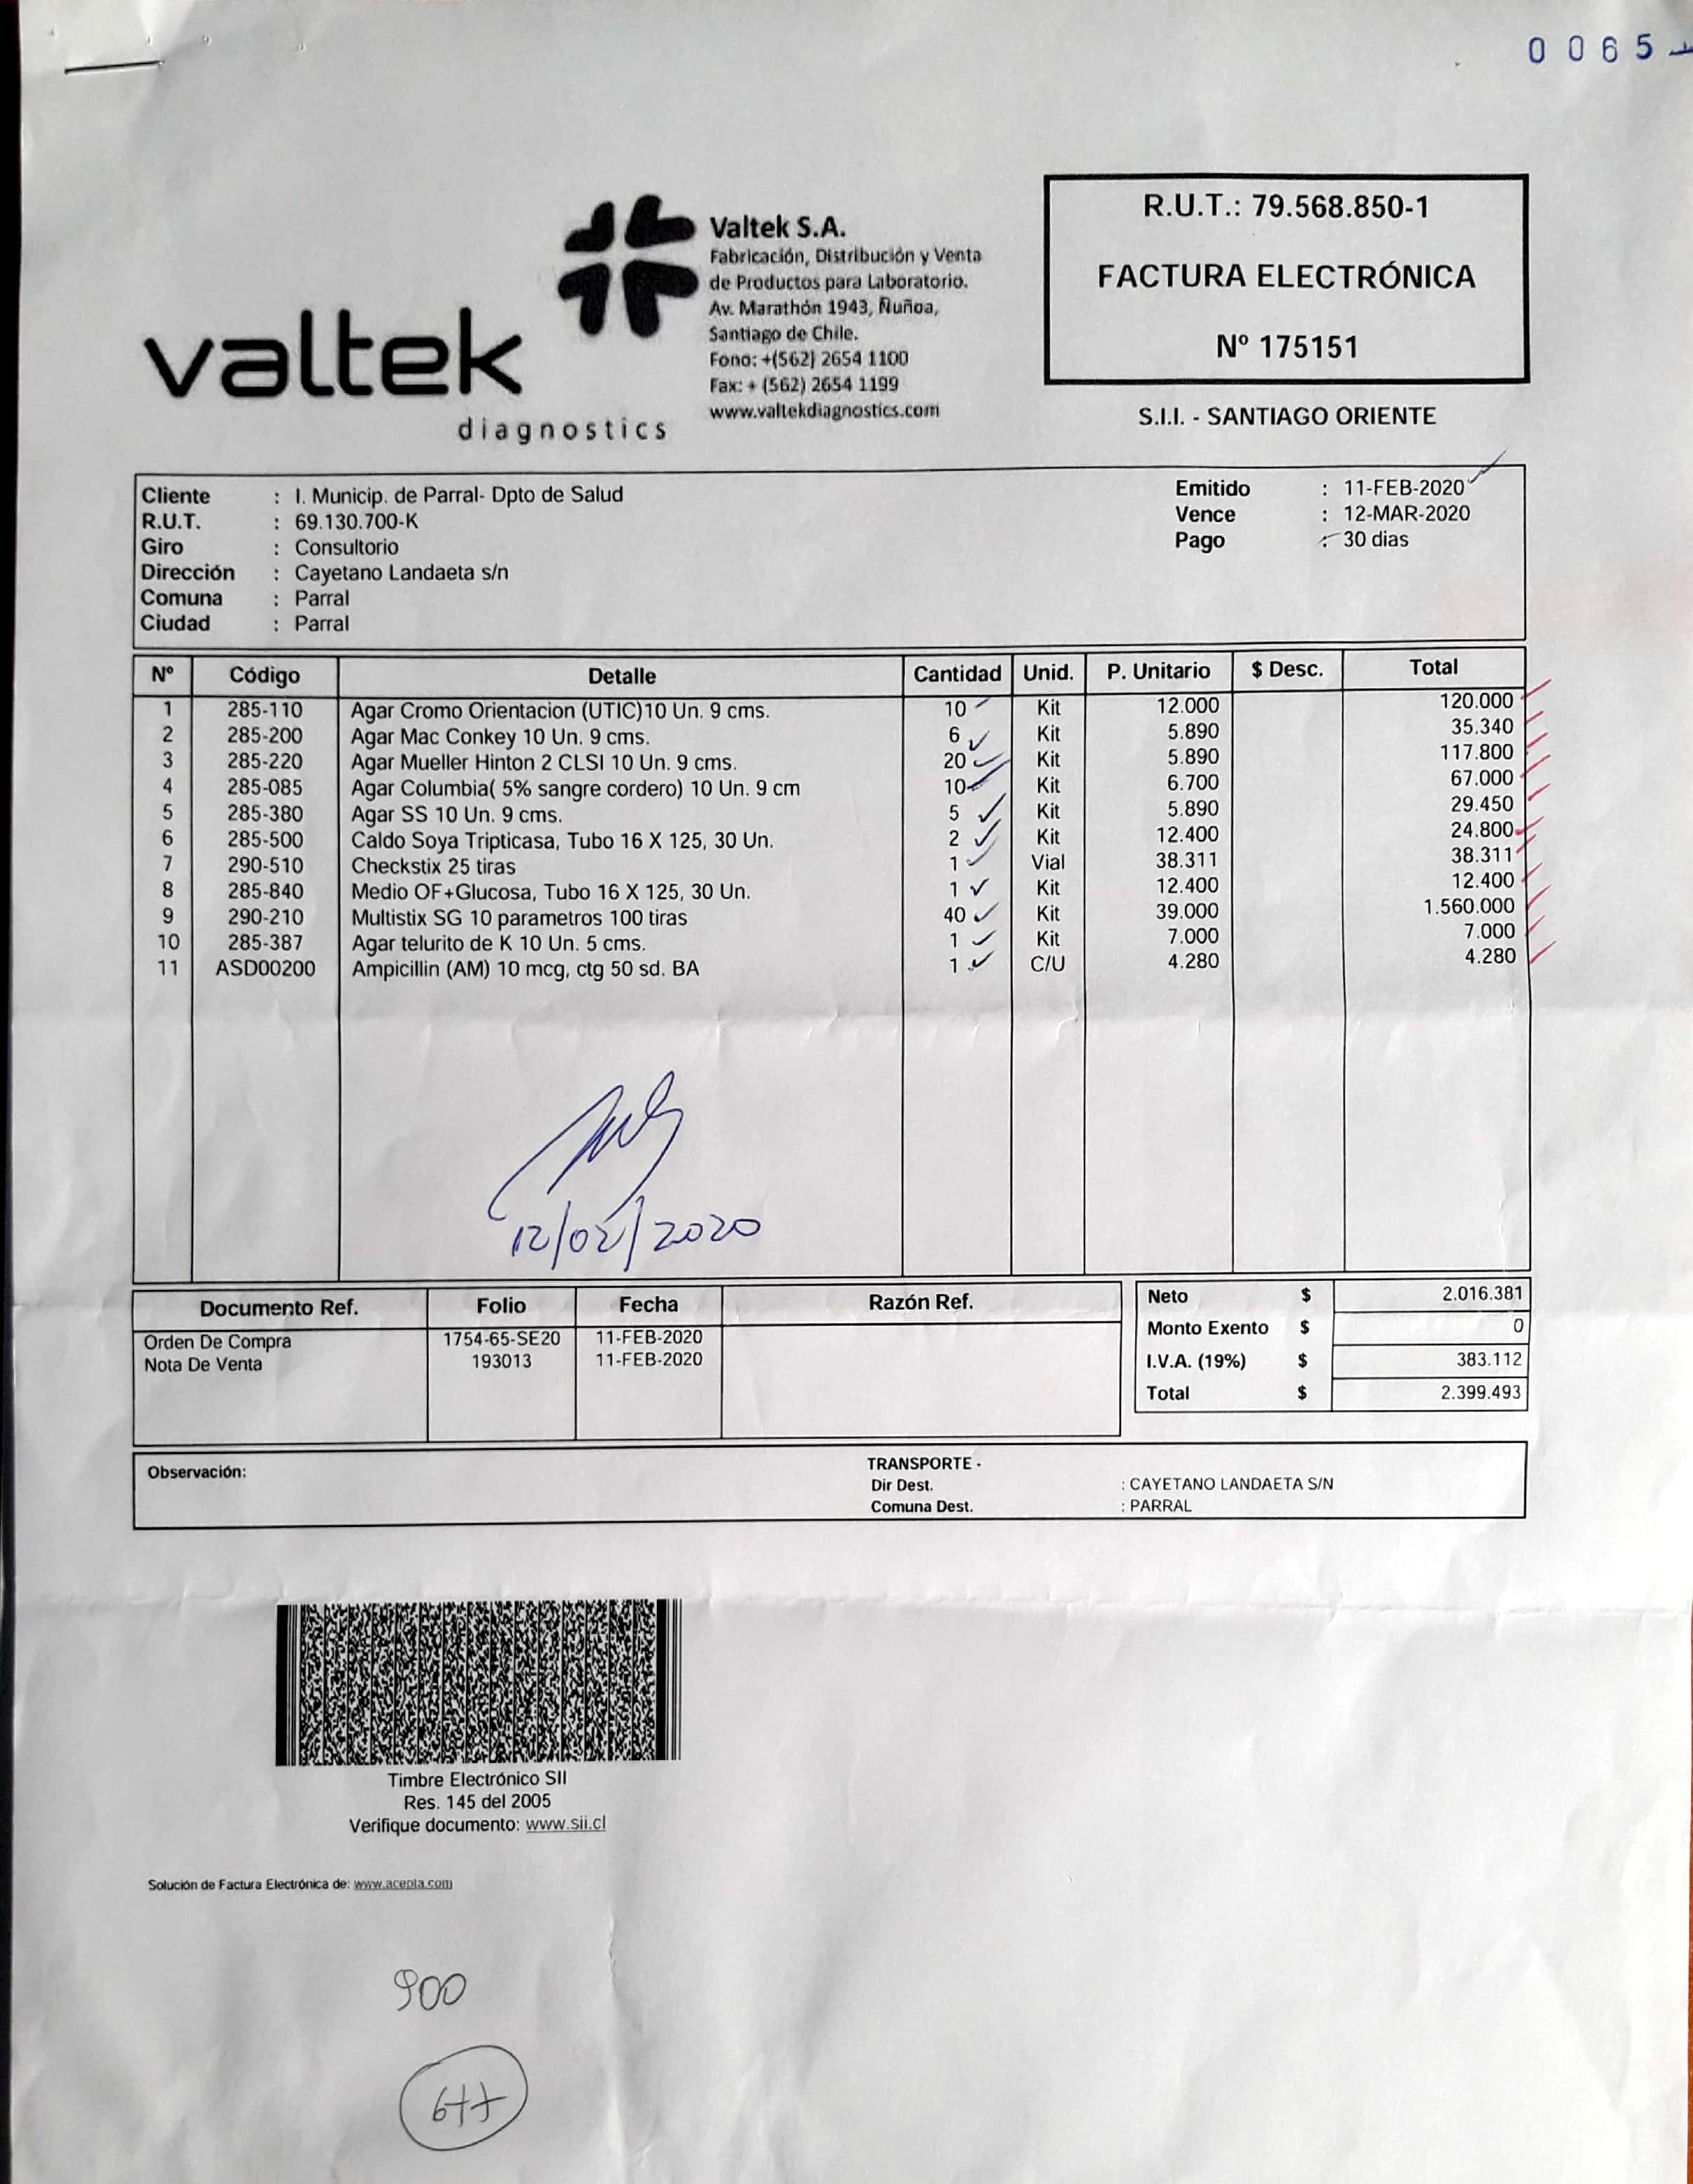 0 0 6 5
valtek
diagnostics
Valtek S.A.
Fabricación, Distribución y Venta
de Productos para Laboratorio.
Av. Marathón 1943, Ñuñoa,
Santiago de Chile.
Fono: +(562) 2654 1100
Fax: + (562) 2654 1199
www.valtekdiagnostics.com
R.U.T.: 79.568.850-1
FACTURA ELECTRÓNICA
Nº 175151
S.I.I. - SANTIAGO ORIENTE
Cliente : I. Municip. de Parral- Dpto de Salud
R.U.T. : 69.130.700-K
Giro : Consultorio
Dirección : Cayetano Landaeta s/n
Comuna : Parral
Ciudad : Parral
Emitido : 11-FEB-2020
Vence : 12-MAR-2020
Pago : 30 dias
Nº Código Detalle Cantidad Unid. P. Unitario $ Desc. Total
1 285-110 Agar Cromo Orientacion (UTIC)10 Un. 9 cms. 10 Kit 12.000 120.000
2 285-200 Agar Mac Conkey 10 Un. 9 cms. 6 Kit 5.890 35.340
3 285-220 Agar Mueller Hinton 2 CLSI 10 Un. 9 cms. 20 Kit 5.890 117.800
4 285-085 Agar Columbia( 5% sangre cordero) 10 Un. 9 cm 10 Kit 6.700 67.000
5 285-380 Agar SS 10 Un. 9 cms. 5 Kit 5.890 29.450
6 285-500 Caldo Soya Tripticasa, Tubo 16 X 125, 30 Un. 2 Kit 12.400 24.800
7 290-510 Checkstix 25 tiras 1 Vial 38.311 38.311
8 285-840 Medio OF+Glucosa, Tubo 16 X 125, 30 Un. 1 Kit 12.400 12.400
9 290-210 Multistix SG 10 parametros 100 tiras 40 Kit 39.000 1.560.000
10 285-387 Agar telurito de K 10 Un. 5 cms. 1 Kit 7.000 7.000
11 ASD00200 Ampicillin (AM) 10 mcg, ctg 50 sd. BA 1 C/U 4.280 4.280
12/02/2020
Documento Ref. Folio Fecha Razón Ref.
Orden De Compra 1754-65-SE20 11-FEB-2020
Nota De Venta 193013 11-FEB-2020
Neto $ 2.016.381
Monto Exento $ 0
I.V.A. (19%) $ 383.112
Total $ 2.399.493
Observación:
TRANSPORTE -
Dir Dest. : CAYETANO LANDAETA S/N
Comuna Dest. : PARRAL
Timbre Electrónico SII
Res. 145 del 2005
Verifique documento: www.sii.cl
Solución de Factura Electrónica de: www.acepta.com
900
677